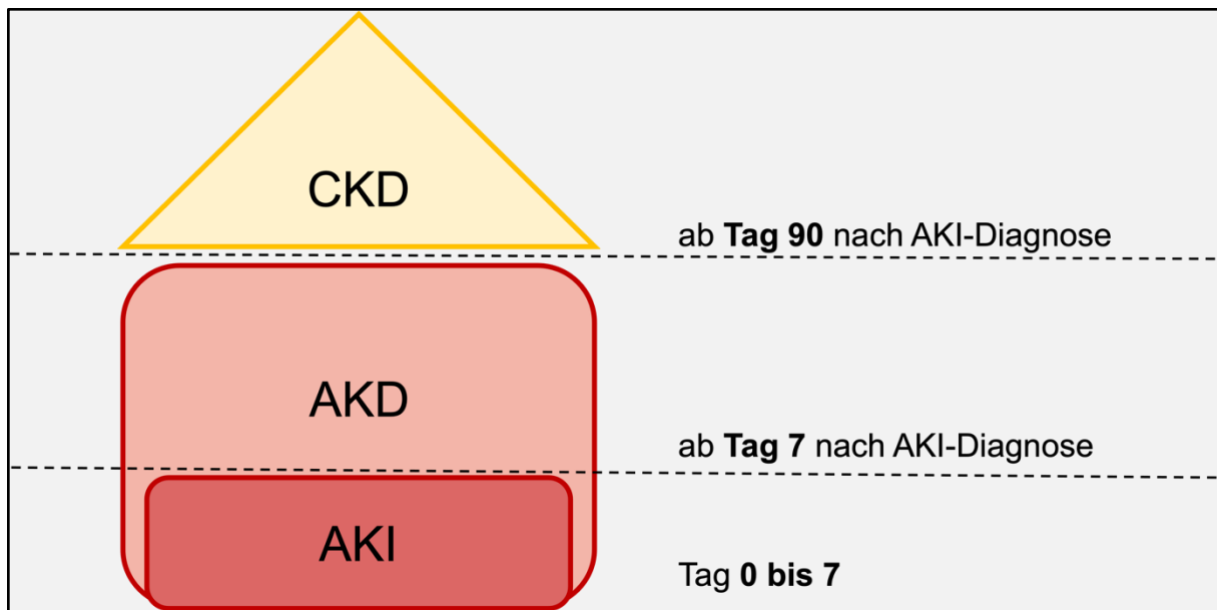 CKD
ab Tag 90 nach AKI-Diagnose
AKD
ab Tag 7 nach AKI-Diagnose
AKI
Tag 0 bis 7